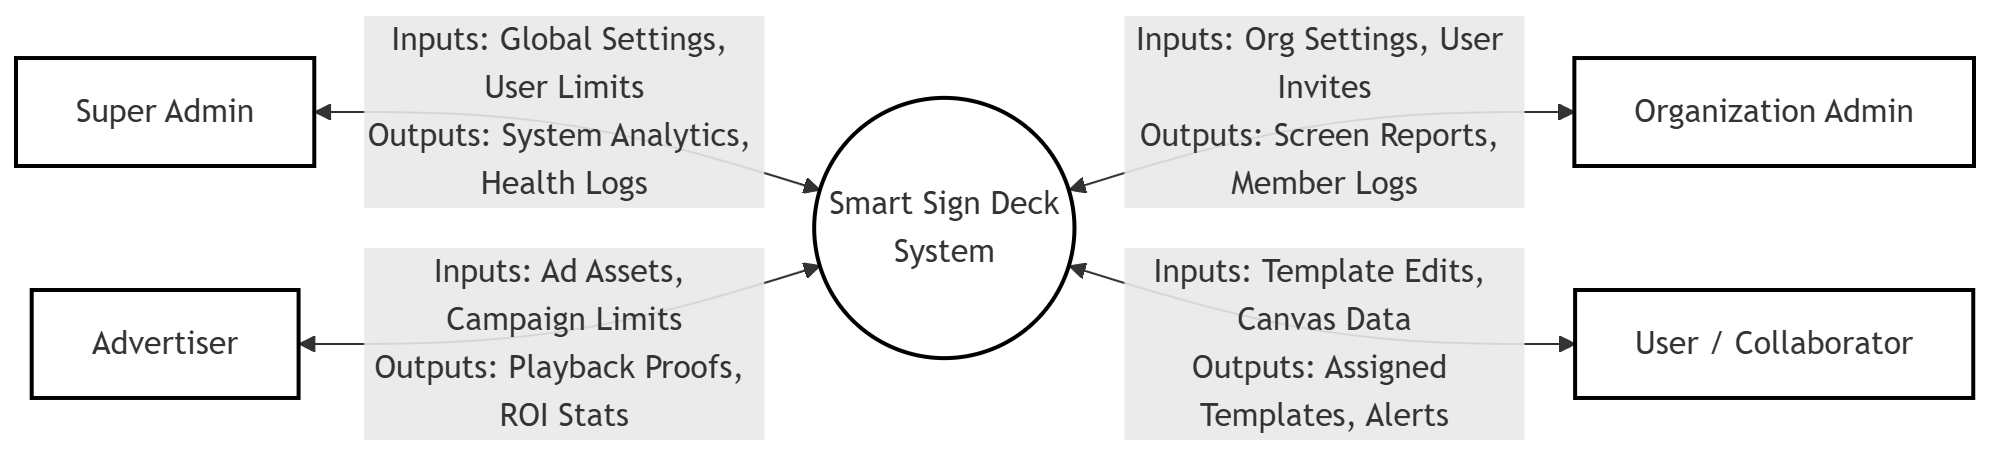 Super Admin
Inputs: Global Settings,
User Limits
Outputs: System Analytics,
Health Logs
Inputs: Org Settings, User
Invites
Outputs: Screen Reports,
Member Logs
Organization Admin
Smart Sign Deck
System
Advertiser
Inputs: Ad Assets,
Campaign Limits
Outputs: Playback Proofs,
ROI Stats
Inputs: Template Edits,
Canvas Data
Outputs: Assigned
Templates, Alerts
User / Collaborator